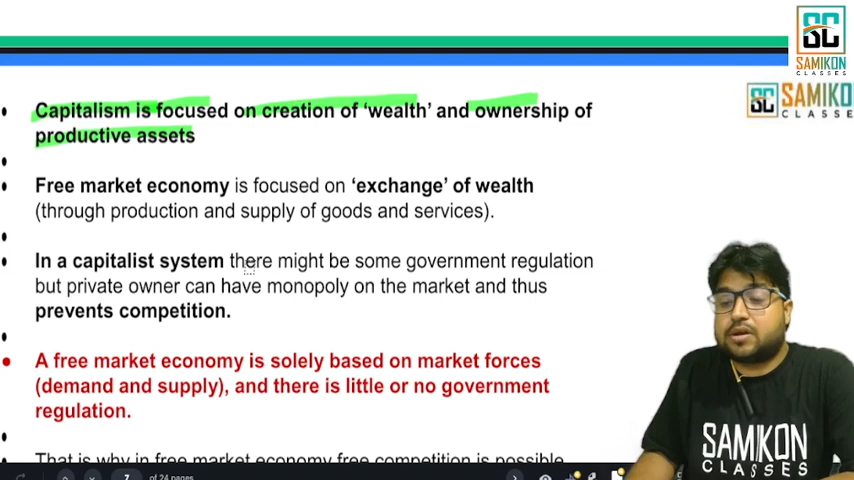 SC
SAMIKON
CLASSES
SC SAMIKO
CLASSE
• Capitalism is focused on creation of ‘wealth’ and ownership of
productive assets
•
• Free market economy is focused on ‘exchange’ of wealth
(through production and supply of goods and services).
•
• In a capitalist system there might be some government regulation
but private owner can have monopoly on the market and thus
prevents competition.
•
• A free market economy is solely based on market forces
(demand and supply), and there is little or no government
regulation.
•
• That is why in free market economy free competition is possible
7 of 24 pages
SAMIKON
CLASSES